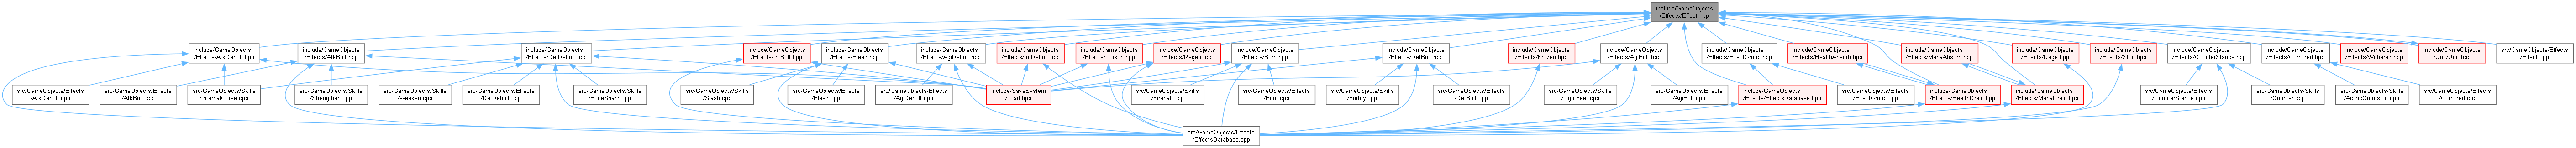 include/GameObjects
/Effects/Effect.hpp
include/GameObjects
/Effects/AtkDebuff.hpp
include/GameObjects
/Effects/AtkBuff.hpp
include/GameObjects
/Effects/DefDebuff.hpp
include/GameObjects
/Effects/IntBuff.hpp
include/GameObjects
/Effects/Bleed.hpp
include/GameObjects
/Effects/AgiDebuff.hpp
include/GameObjects
/Effects/IntDebuff.hpp
include/GameObjects
/Effects/Poison.hpp
include/GameObjects
/Effects/Regen.hpp
include/GameObjects
/Effects/Burn.hpp
include/GameObjects
/Effects/DefBuff.hpp
include/GameObjects
/Effects/Frozen.hpp
include/GameObjects
/Effects/AgiBuff.hpp
include/GameObjects
/Effects/EffectGroup.hpp
include/GameObjects
/Effects/HealthAbsorb.hpp
include/GameObjects
/Effects/ManaAbsorb.hpp
include/GameObjects
/Effects/Rage.hpp
include/GameObjects
/Effects/Stun.hpp
include/GameObjects
/Effects/CounterStance.hpp
include/GameObjects
/Effects/Corroded.hpp
include/GameObjects
/Effects/Withered.hpp
include/GameObjects
/Unit/Unit.hpp
src/GameObjects/Effects
/Effect.cpp
src/GameObjects/Effects
/AtkDebuff.cpp
src/GameObjects/Effects
/AtkBuff.cpp
src/GameObjects/Skills
/InfernalCurse.cpp
src/GameObjects/Skills
/Strengthen.cpp
src/GameObjects/Skills
/Weaken.cpp
src/GameObjects/Effects
/DefDebuff.cpp
src/GameObjects/Skills
/BoneShard.cpp
src/GameObjects/Skills
/Slash.cpp
src/GameObjects/Effects
/Bleed.cpp
src/GameObjects/Effects
/AgiDebuff.cpp
include/SaveSystem
/Load.hpp
src/GameObjects/Skills
/Fireball.cpp
src/GameObjects/Effects
/Burn.cpp
src/GameObjects/Skills
/Fortify.cpp
src/GameObjects/Effects
/DefBuff.cpp
src/GameObjects/Skills
/LightFeet.cpp
src/GameObjects/Effects
/AgiBuff.cpp
include/GameObjects
/Effects/EffectsDatabase.hpp
src/GameObjects/Effects
/EffectGroup.cpp
include/GameObjects
/Effects/HealthDrain.hpp
include/GameObjects
/Effects/ManaDrain.hpp
src/GameObjects/Effects
/CounterStance.cpp
src/GameObjects/Skills
/Counter.cpp
src/GameObjects/Skills
/AcidicCorrosion.cpp
src/GameObjects/Effects
/Corroded.cpp
src/GameObjects/Effects
/EffectsDatabase.cpp